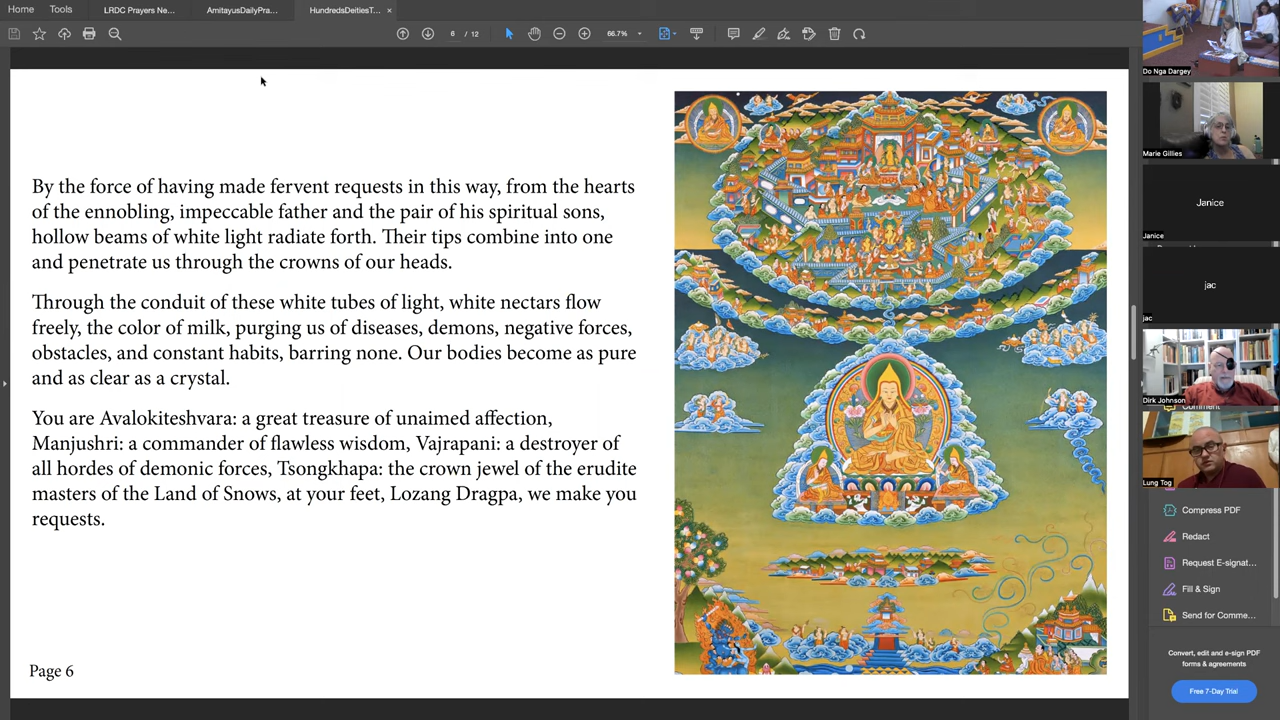 Home
Tools
LRDC Prayers Ne...
AmitayusDailyPra...
HundredsDeitiesT...
6 / 12
66.7%
By the force of having made fervent requests in this way, from the hearts
of the ennobling, impeccable father and the pair of his spiritual sons,
hollow beams of white light radiate forth. Their tips combine into one
and penetrate us through the crowns of our heads.
Through the conduit of these white tubes of light, white nectars flow
freely, the color of milk, purging us of diseases, demons, negative forces,
obstacles, and constant habits, barring none. Our bodies become as pure
and as clear as a crystal.
You are Avalokiteshvara: a great treasure of unaimed affection,
Manjushri: a commander of flawless wisdom, Vajrapani: a destroyer of
all hordes of demonic forces, Tsongkhapa: the crown jewel of the erudite
masters of the Land of Snows, at your feet, Lozang Dragpa, we make you
requests.
Page 6
Do Nga Dargey
Marie Gillies
Janice
Janice
jac
jac
Dirk Johnson
Comment
Lung Tog
Compress PDF
Redact
Request E-signat...
Fill & Sign
Send for Comme...
Convert, edit and e-sign PDF
forms & agreements
Free 7-Day Trial